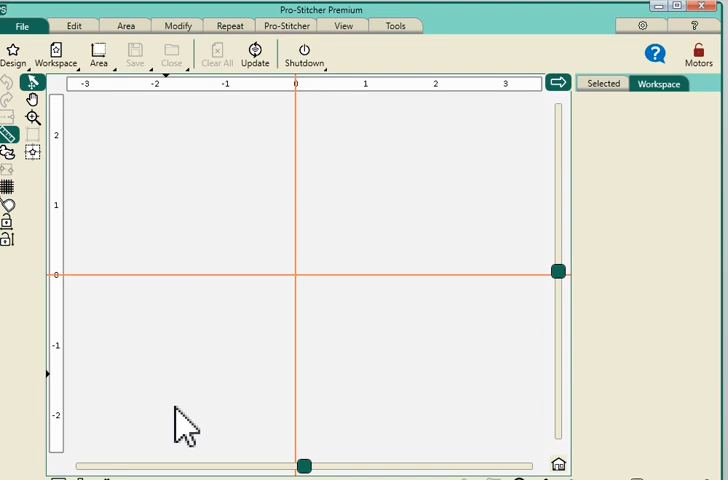 S Pro-Stitcher Premium
File Edit Area Modify Repeat Pro-Stitcher View Tools ?
Design Workspace Area Save Close Clear All Update Shutdown ? Motors
-3 -2 -1 0 1 2 3
Selected Workspace
2
1
0
-1
-2